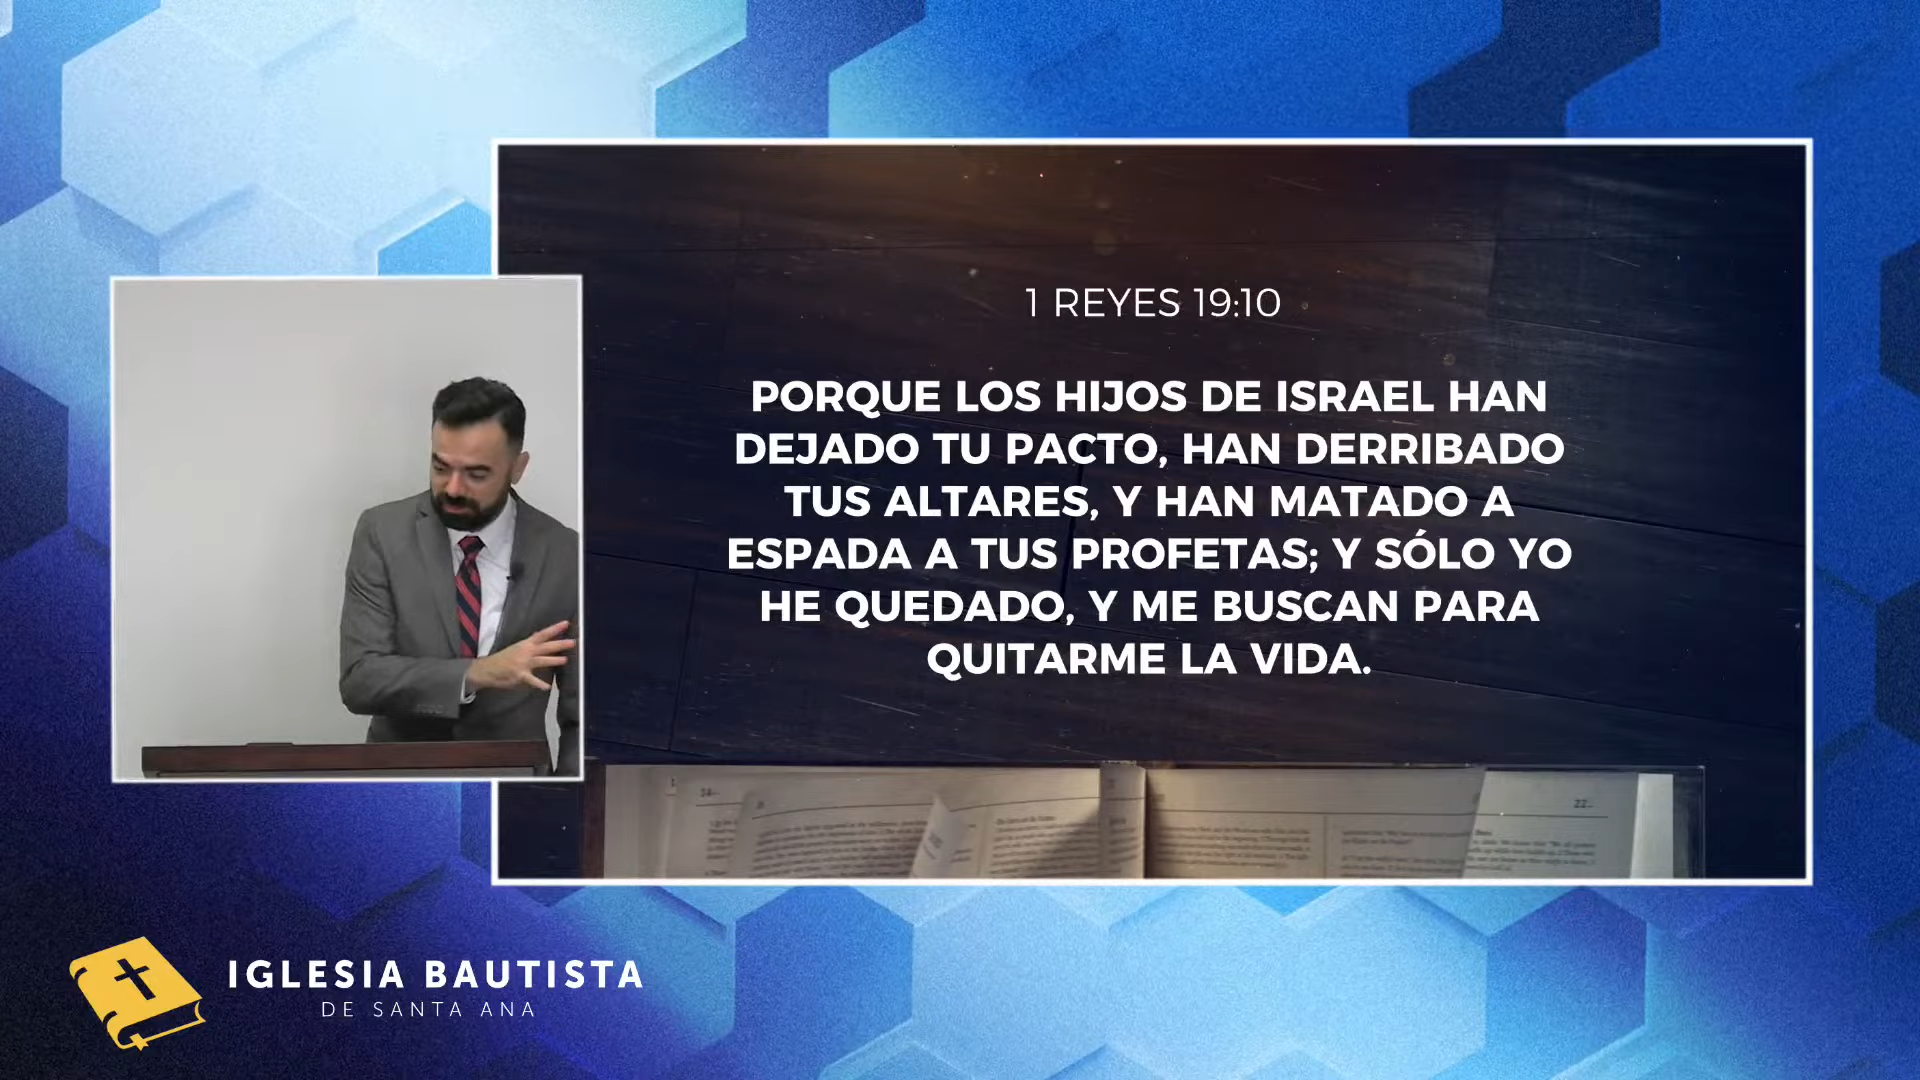 1 REYES 19:10
PORQUE LOS HIJOS DE ISRAEL HAN
DEJADO TU PACTO, HAN DERRIBADO
TUS ALTARES, Y HAN MATADO A
ESPADA A TUS PROFETAS; Y SÓLO YO
HE QUEDADO, Y ME BUSCAN PARA
QUITARME LA VIDA.
IGLESIA BAUTISTA
DE SANTA ANA